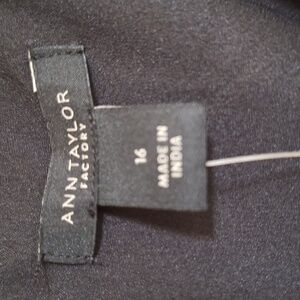 ANN TAYLOR
FACTORY
16
MADE IN
INDIA